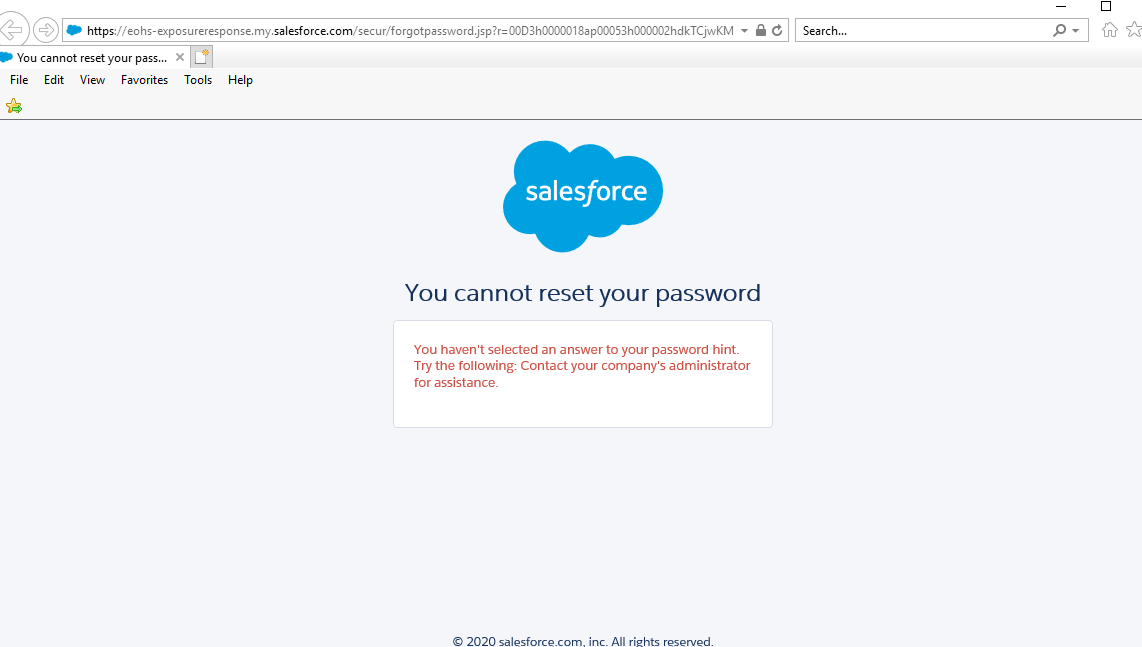 https://eohs-exposureresponse.my.salesforce.com/secur/forgotpassword.jsp?r=00D3h0000018ap00053h000002hdkTCjwKM
Search...
You cannot reset your pass...
File Edit View Favorites Tools Help
salesforce
You cannot reset your password
You haven't selected an answer to your password hint.
Try the following: Contact your company's administrator
for assistance.
© 2020 salesforce.com, inc. All rights reserved.